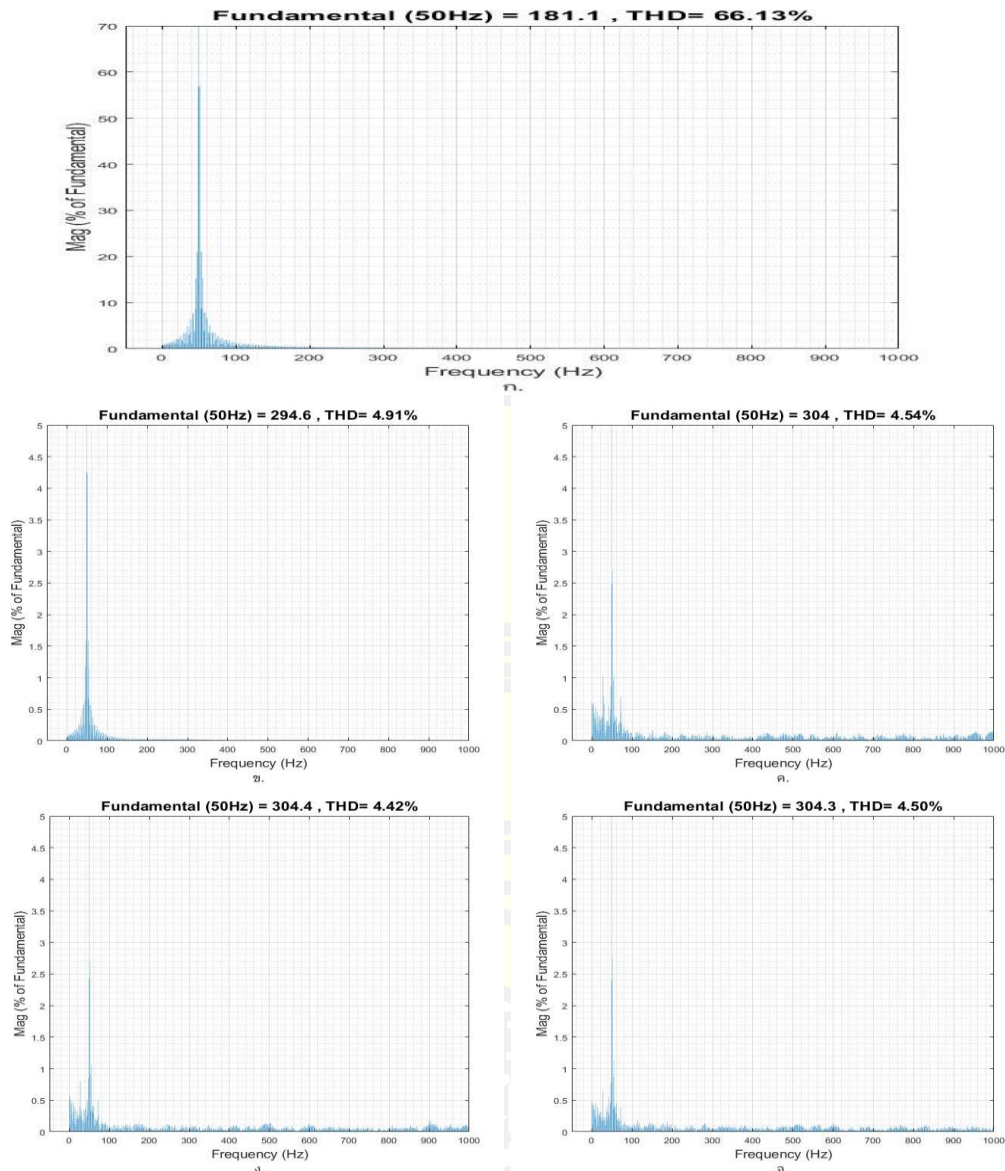 Fundamental (50Hz) = 181.1 , THD= 66.13%
70
60
50
40
30
20
10
0
Mag (% of Fundamental)
0 100 200 300 400 500 600 700 800 900 1000
Frequency (Hz)
ก.
Fundamental (50Hz) = 294.6 , THD= 4.91%
5
4.5
4
3.5
3
2.5
2
1.5
1
0.5
0
Mag (% of Fundamental)
0 100 200 300 400 500 600 700 800 900 1000
Frequency (Hz)
ข.
Fundamental (50Hz) = 304 , THD= 4.54%
5
4.5
4
3.5
3
2.5
2
1.5
1
0.5
0
Mag (% of Fundamental)
0 100 200 300 400 500 600 700 800 900 1000
Frequency (Hz)
ค.
Fundamental (50Hz) = 304.4 , THD= 4.42%
5
4.5
4
3.5
3
2.5
2
1.5
1
0.5
0
Mag (% of Fundamental)
0 100 200 300 400 500 600 700 800 900 1000
Frequency (Hz)
ง.
Fundamental (50Hz) = 304.3 , THD= 4.50%
5
4.5
4
3.5
3
2.5
2
1.5
1
0.5
0
Mag (% of Fundamental)
0 100 200 300 400 500 600 700 800 900 1000
Frequency (Hz)